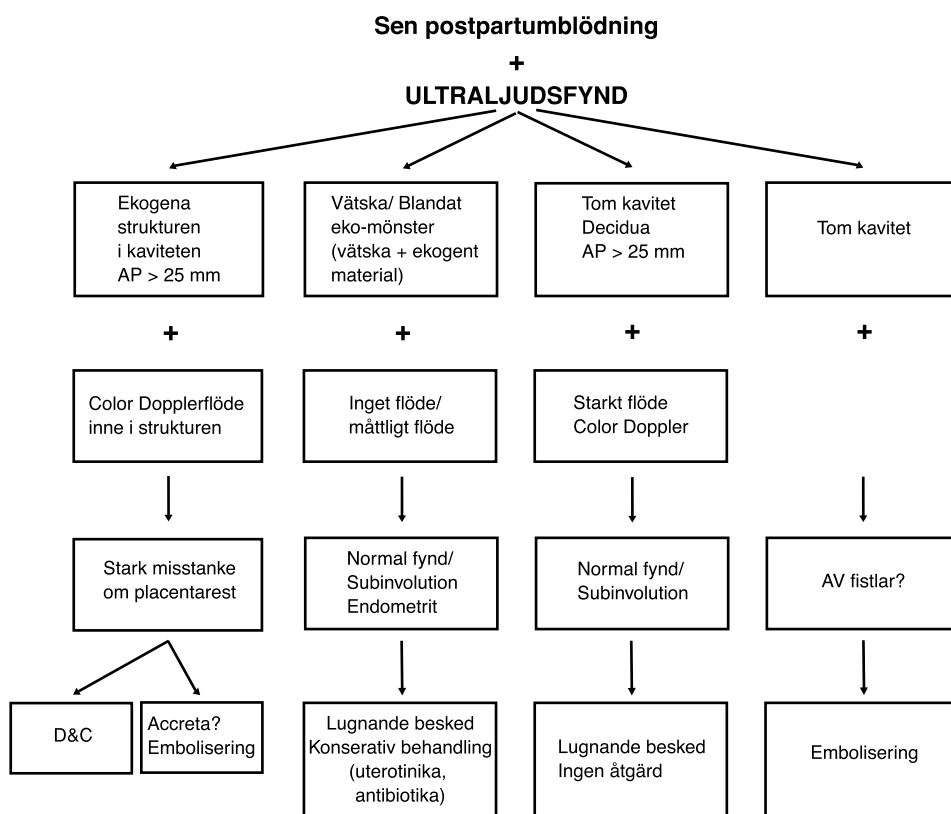 Sen postpartumblödning
+
ULTRALJUDSFYND
Ekogena
strukturen
i kaviteten
AP > 25 mm
Vätska/ Blandat
eko-mönster
(vätska + ekogent
material)
Tom kavitet
Decidua
AP > 25 mm
Tom kavitet
+
+
+
+
Color Dopplerflöde
inne i strukturen
Inget flöde/
måttligt flöde
Starkt flöde
Color Doppler
Stark misstanke
om placentarest
Normal fynd/
Subinvolution
Endometrit
Normal fynd/
Subinvolution
AV fistlar?
D&C
Accreta?
Embolisering
Lugnande besked
Konserativ behandling
(uterotinika,
antibiotika)
Lugnande besked
Ingen åtgärd
Embolisering